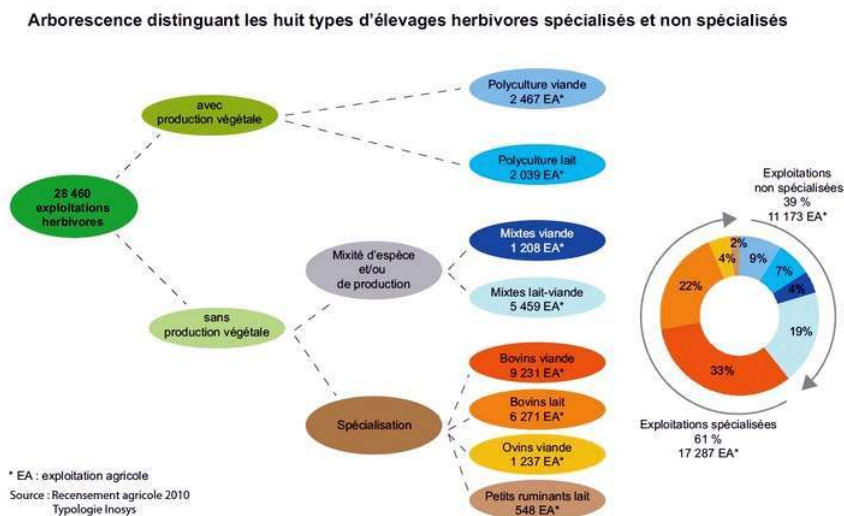 Arborescence distinguant les huit types d'élevages herbivores spécialisés et non spécialisés
28 460
exploitations
herbivores
avec
production végétale
sans
production végétale
Mixité d'espèce
et/ou
de production
Spécialisation
Polyculture viande
2 467 EA*
Polyculture lait
2 039 EA*
Mixtes viande
1 208 EA*
Mixtes lait-viande
5 459 EA*
Bovins viande
9 231 EA*
Bovins lait
6 271 EA*
Ovins viande
1 237 EA*
Petits ruminants lait
548 EA*
Exploitations
non spécialisées
39 %
11 173 EA*
2%
9%
7%
4%
19%
33%
22%
4%
Exploitations spécialisées
61 %
17 287 EA*
* EA : exploitation agricole
Source : Recensement agricole 2010
Typologie Inosys